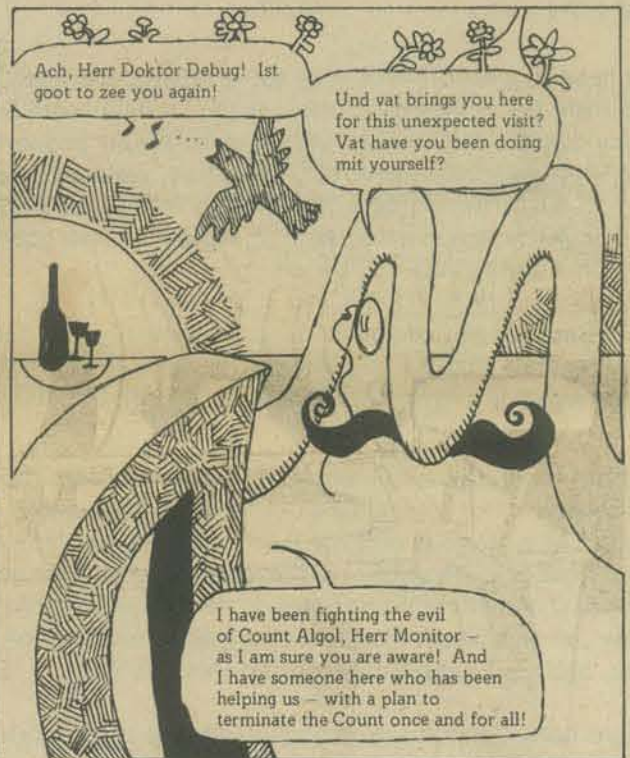 Ach, Herr Doktor Debug! Ist
goot to zee you again!
Und vat brings you here
for this unexpected visit?
Vat have you been doing
mit yourself?
I have been fighting the evil
of Count Algol, Herr Monitor –
as I am sure you are aware! And
I have someone here who has been
helping us – with a plan to
terminate the Count once and for all!